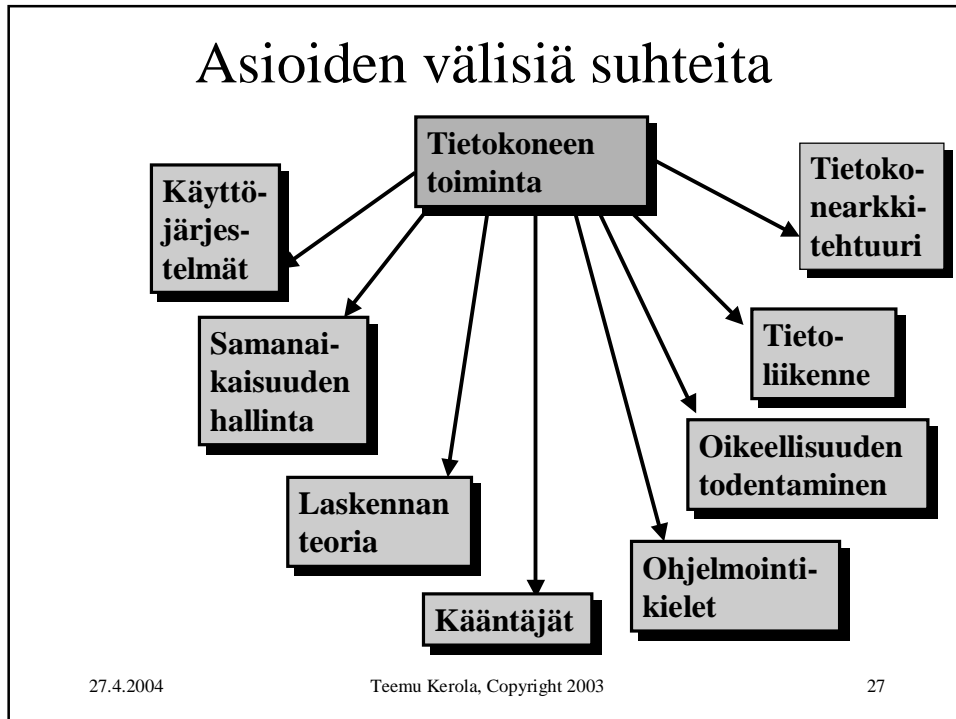 Asioiden välisiä suhteita
Tietokoneen
toiminta
Käyttö-
järjes-
telmät
Samanai-
kaisuuden
hallinta
Laskennan
teoria
Kääntäjät
Ohjelmointi-
kielet
Oikeellisuuden
todentaminen
Tieto-
liikenne
Tietoko-
nearkki-
tehtuuri
27.4.2004
Teemu Kerola, Copyright 2003
27